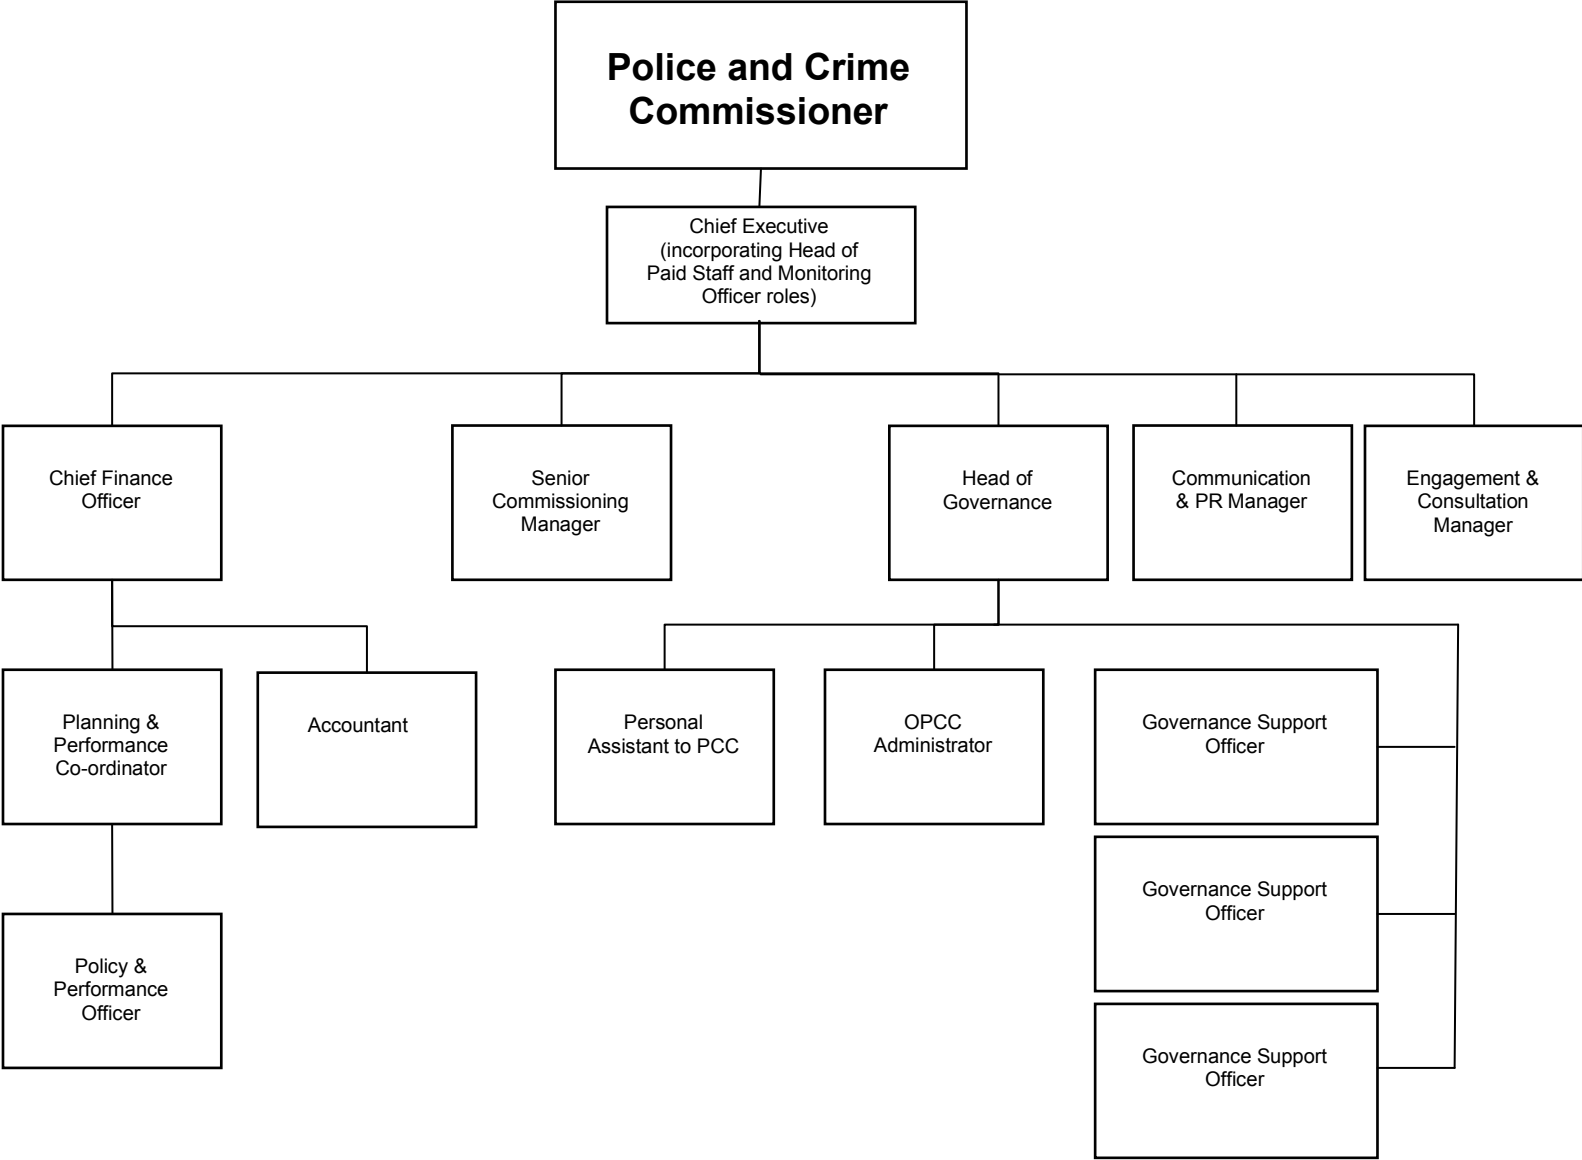 Police and Crime
Commissioner
Chief Executive
(incorporating Head of
Paid Staff and Monitoring
Officer roles)
Chief Finance
Officer
Senior
Commissioning
Manager
Head of
Governance
Communication
& PR Manager
Engagement &
Consultation
Manager
Planning &
Performance
Co-ordinator
Accountant
Personal
Assistant to PCC
OPCC
Administrator
Governance Support
Officer
Governance Support
Officer
Policy &
Performance
Officer
Governance Support
Officer